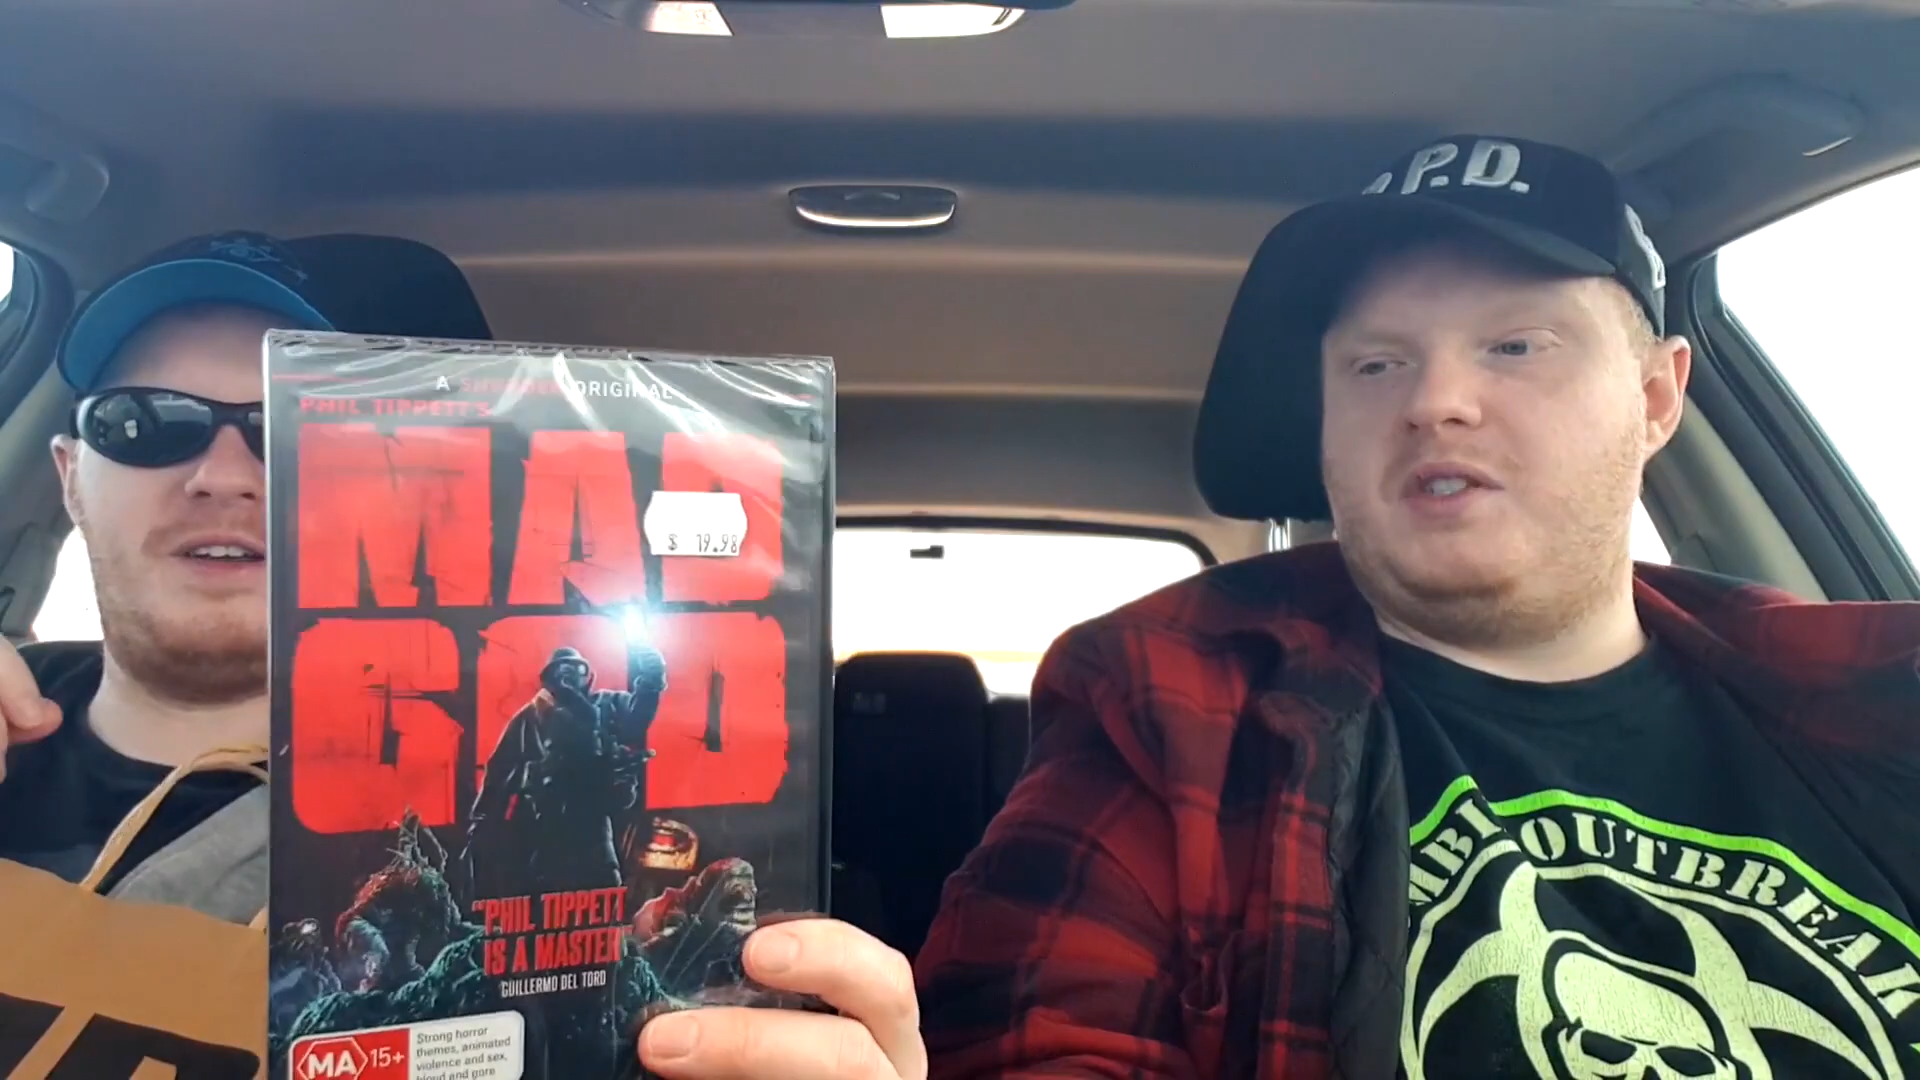 P.D.
A SHUDDER ORIGINAL
PHIL TIPPETT'S
MAD
$ 19.98
GOD
"PHIL TIPPETT
IS A MASTER"
GUILLERMO DEL TORO
MA 15+
Strong horror
themes, animated
violence and sex,
blood and gore
OUTBREAK